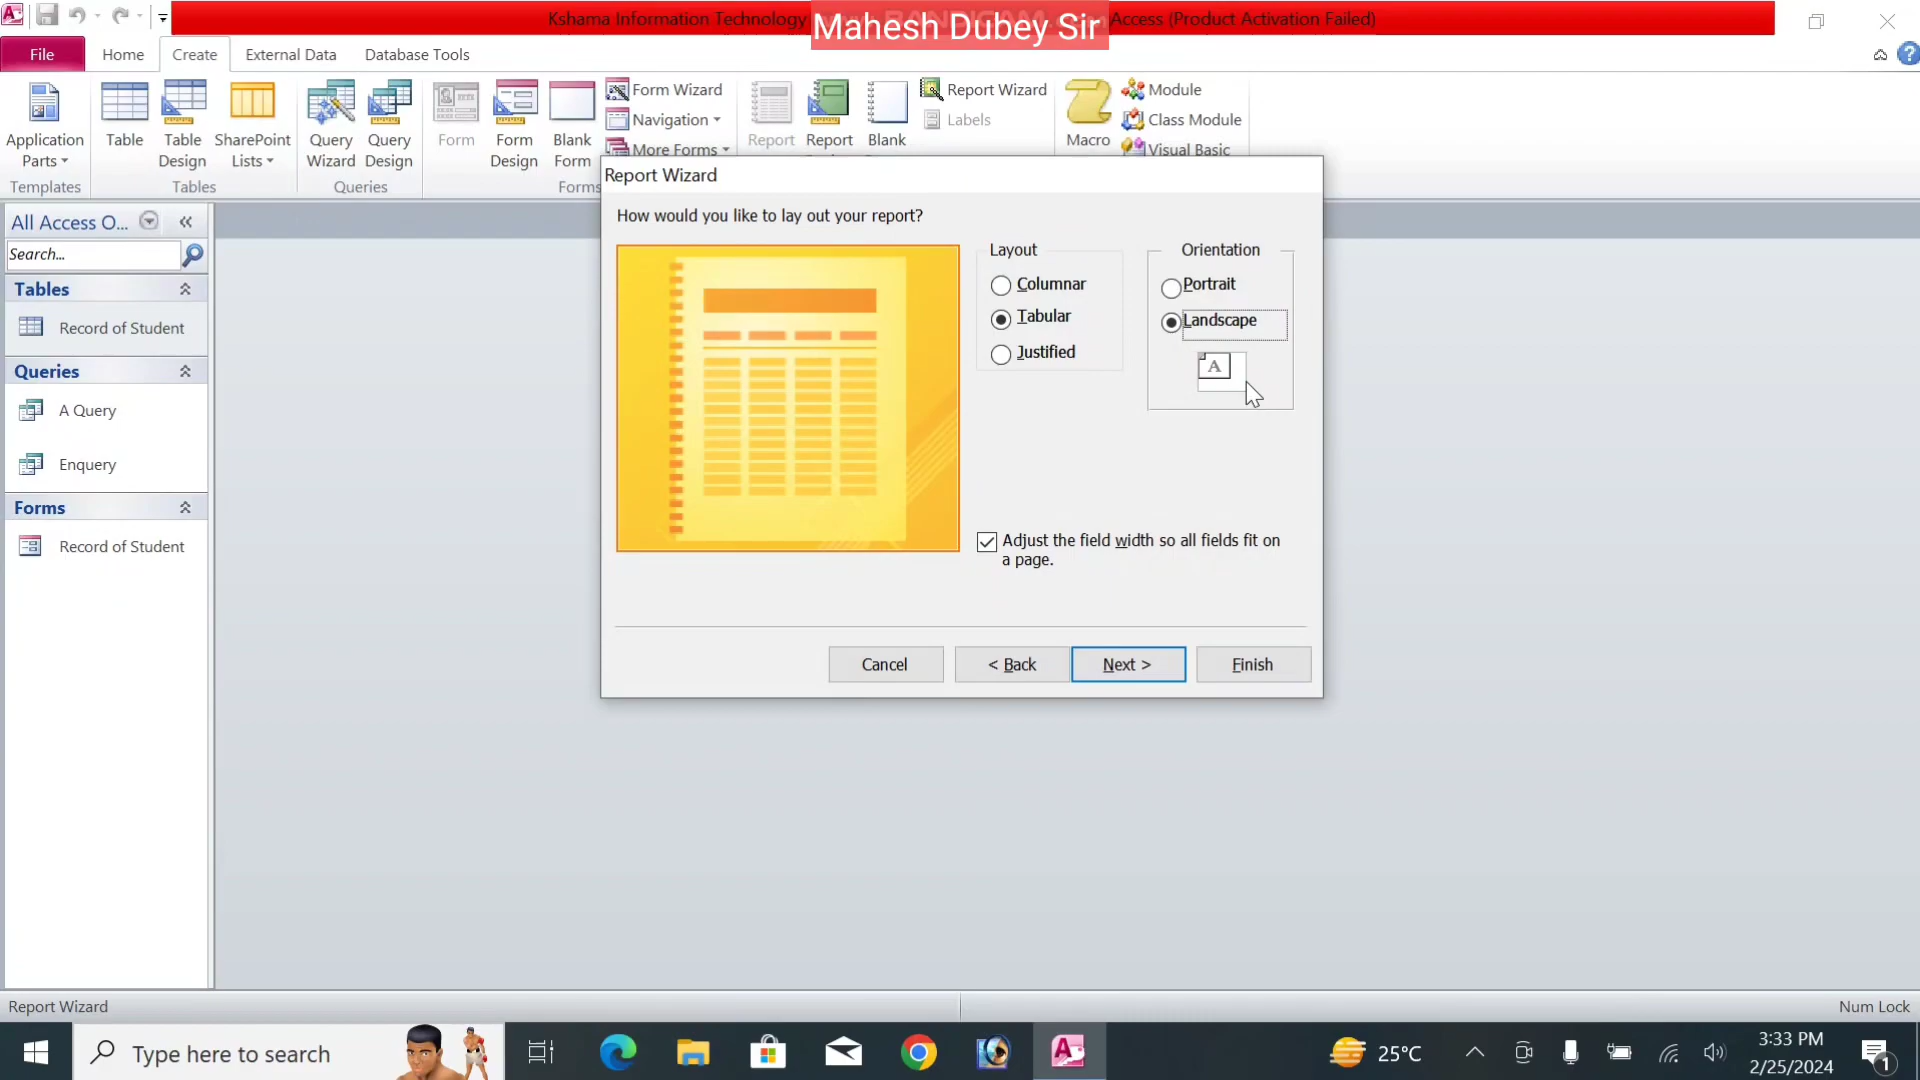 Kshama Information Technology
Access (Product Activation Failed)
Mahesh Dubey Sir
File
Home
Create
External Data
Database Tools
Application
Parts
Table
Table
Design
SharePoint
Lists
Query
Wizard
Query
Design
Form
Form
Design
Blank
Form
Form Wizard
Navigation
More Forms
Report
Report
Blank
Report Wizard
Labels
Macro
Module
Class Module
Visual Basic
Templates
Tables
Queries
Forms
Report Wizard
How would you like to lay out your report?
Layout
Columnar
Tabular
Justified
Orientation
Portrait
Landscape
A
Adjust the field width so all fields fit on
a page.
Cancel
< Back
Next >
Finish
All Access O...
Search...
Tables
Record of Student
Queries
A Query
Enquery
Forms
Record of Student
Report Wizard
Num Lock
Type here to search
25°C
3:33 PM
2/25/2024
1